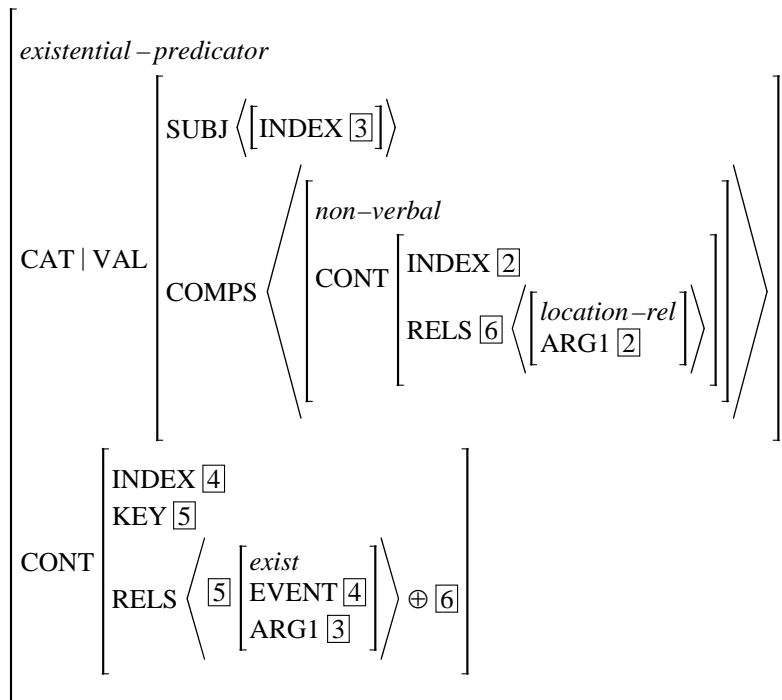 existential–predicator
SUBJ ⟨[INDEX 3]⟩
non–verbal
CAT | VAL
INDEX 2
COMPS
CONT
location–rel
RELS 6
ARG1 2
INDEX 4
KEY 5
exist
CONT
RELS ⟨ 5 EVENT 4 ⟩ ⊕ 6
ARG1 3